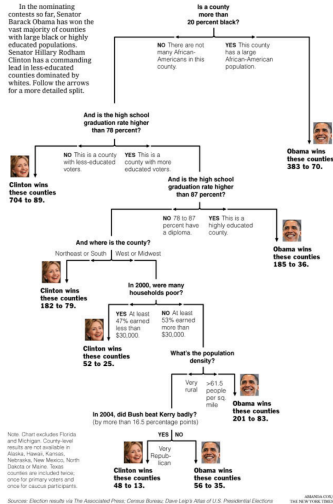 In the nominating
contests so far, Senator
Barack Obama has won the
vast majority of counties
with large black or highly
educated populations.
Senator Hillary Rodham
Clinton has a commanding
lead in less-educated
counties dominated by
whites. Follow the arrows
for a more detailed split.
Is a county
more than
20 percent black?
NO There are not
many African-
Americans in this
county.
YES This county
has a large
African-American
population.
And is the high school
graduation rate higher
than 78 percent?
Obama wins
these counties
383 to 70.
NO This is a county
with less-educated
voters.
YES This is a
county with more
educated voters.
Clinton wins
these counties
704 to 89.
And is the high school
graduation rate higher
than 87 percent?
NO 78 to 87
percent have
a diploma.
YES This is a
highly educated
county.
Obama wins
these counties
185 to 36.
And where is the county?
Northeast or South
West or Midwest
Clinton wins
these counties
182 to 79.
In 2000, were many
households poor?
YES At least
47% earned
less than
$30,000.
NO At least
53% earned
more than
$30,000.
Clinton wins
these counties
52 to 25.
What's the population
density?
Very
rural
>61.5
people
per sq.
mile
Obama wins
these counties
201 to 83.
In 2004, did Bush beat Kerry badly?
(by more than 16.5 percentage points)
YES
NO
Very
Repub-
lican
Clinton wins
these counties
48 to 13.
Obama wins
these counties
56 to 35.
Note: Chart excludes Florida
and Michigan. County level
results are not available in
Alaska, Hawaii, Kansas,
Nebraska, New Mexico, North
Dakota or Maine. Texas
counties are included twice;
once for primary voters and
once for caucus participants.
Sources: Election results via The Associated Press, Census Bureau, Dave Leip's Atlas of U.S. Presidential Elections
AMANDA COX/
THE NEW YORK TIMES